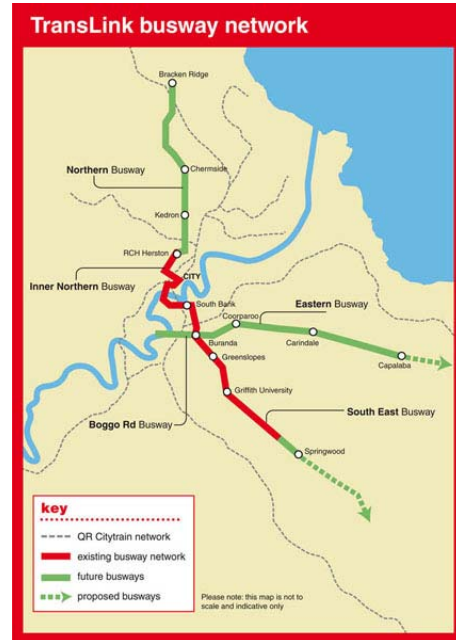 TransLink busway network
Bracken Ridge
Northern Busway
Chermside
Kedron
RCH Herston
CITY
Inner Northern Busway
South Bank
Eastern Busway
Coorparoo
Buranda
Carindale
Greenslopes
Capalaba
Griffith University
South East Busway
Boggo Rd Busway
Springwood
key
QR Citytrain network
existing busway network
future busways
proposed busways
Please note: this map is not to
scale and indicative only